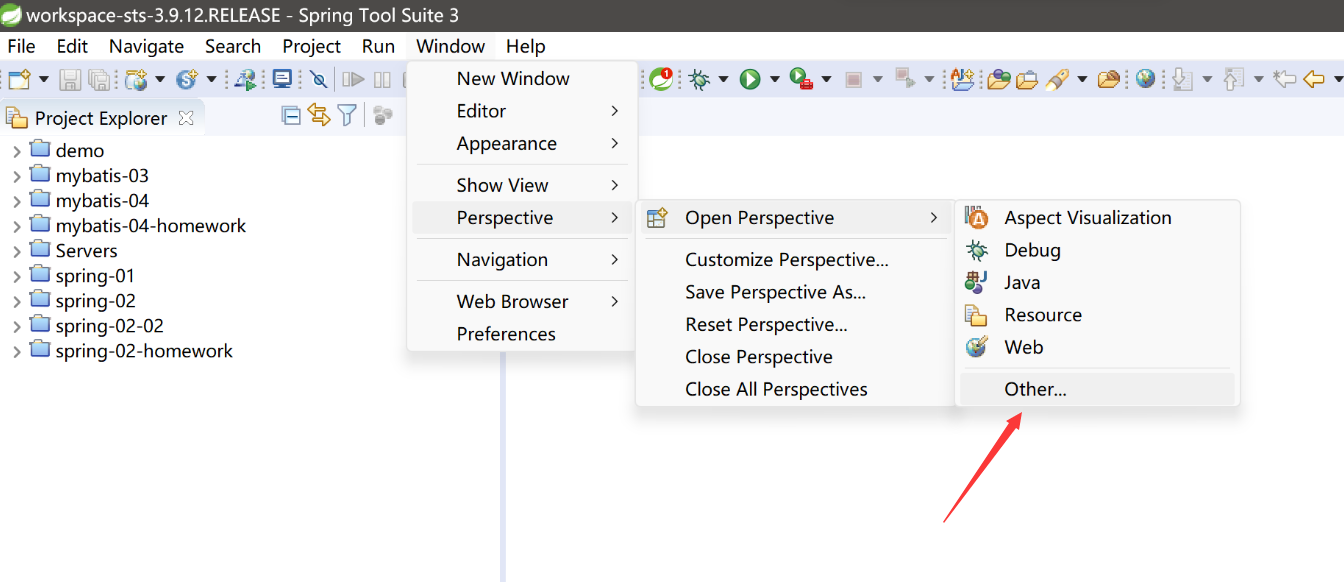 workspace-sts-3.9.12.RELEASE - Spring Tool Suite 3
File Edit Navigate Search Project Run Window Help
Project Explorer
demo
mybatis-03
mybatis-04
mybatis-04-homework
Servers
spring-01
spring-02
spring-02-02
spring-02-homework
New Window
Editor
Appearance
Show View
Perspective
Navigation
Web Browser
Preferences
Open Perspective
Customize Perspective...
Save Perspective As...
Reset Perspective...
Close Perspective
Close All Perspectives
Aspect Visualization
Debug
Java
Resource
Web
Other...